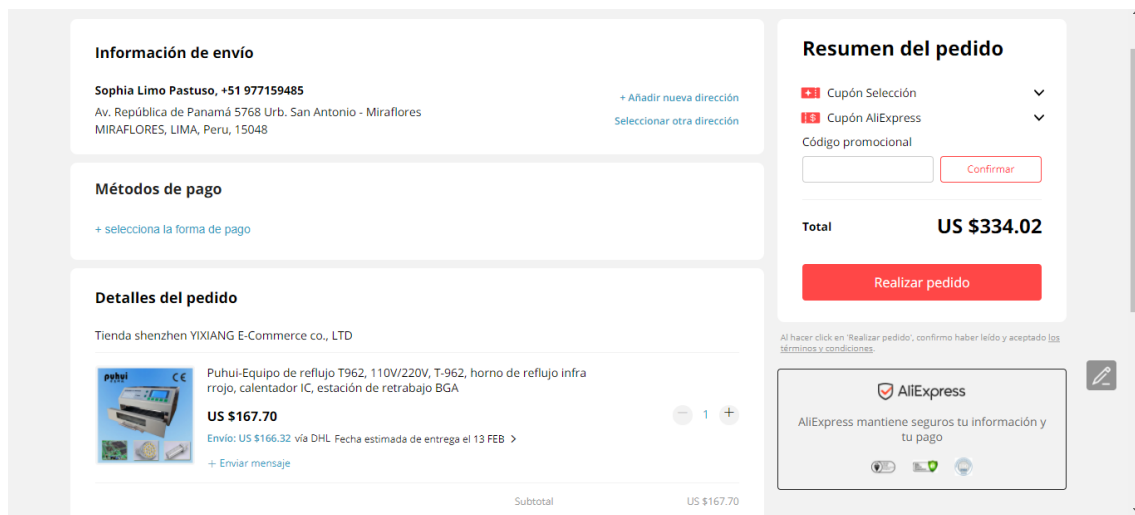 Información de envío
Sophia Limo Pastuso, +51 977159485
Av. República de Panamá 5768 Urb. San Antonio - Miraflores
MIRAFLORES, LIMA, Peru, 15048
+ Añadir nueva dirección
Seleccionar otra dirección
Métodos de pago
+ selecciona la forma de pago
Detalles del pedido
Tienda shenzhen YIXIANG E-Commerce co., LTD
puhui
CE
Puhui-Equipo de reflujo T962, 110V/220V, T-962, horno de reflujo infra
rrojo, calentador IC, estación de retrabajo BGA
US $167.70
1
Envío: US $166.32 vía DHL Fecha estimada de entrega el 13 FEB
+ Enviar mensaje
Subtotal US $167.70
Resumen del pedido
Cupón Selección
Cupón AliExpress
Código promocional
Confirmar
Total US $334.02
Realizar pedido
Al hacer click en 'Realizar pedido', confirmo haber leído y aceptado los
términos y condiciones.
AliExpress
AliExpress mantiene seguros tu información y
tu pago